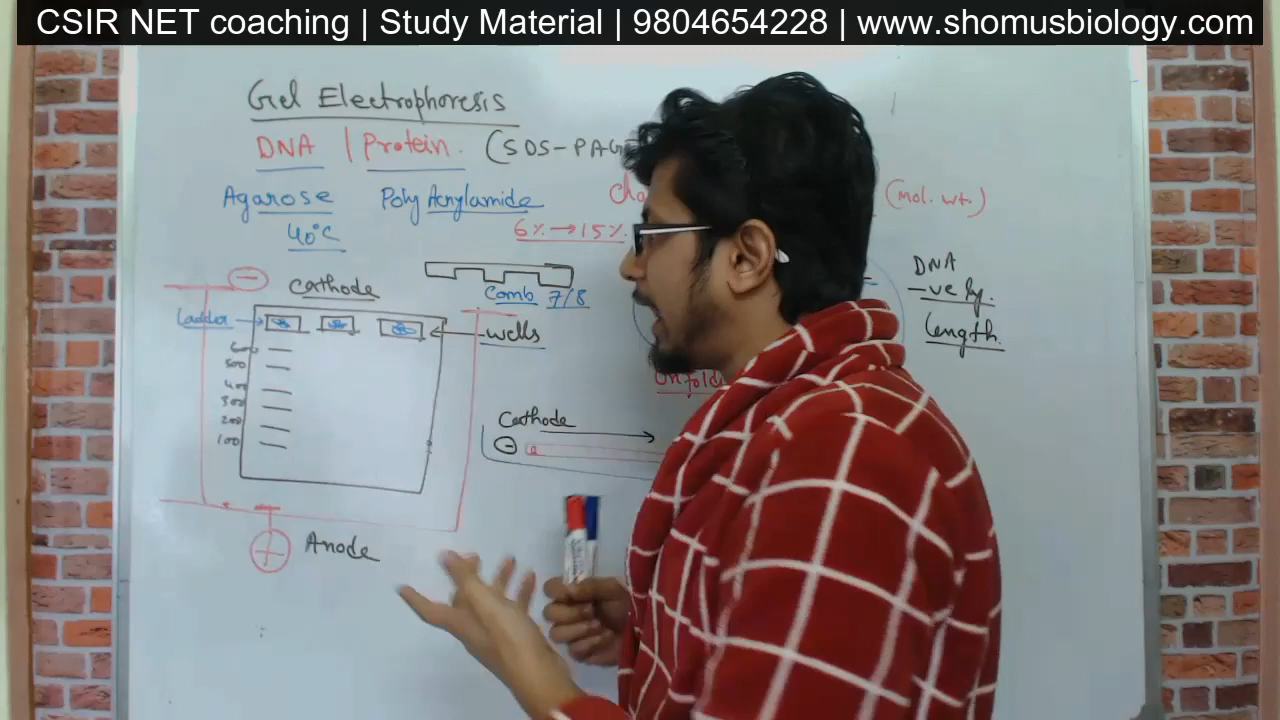 CSIR NET coaching | Study Material | 9804654228 | www.shomusbiology.com
Gel Electrophoresis
DNA | Protein. (SDS-PAG
Agarose Poly Acrylamide (mol. wt.)
40°C 6% → 15%
DNA
-ve ly.
length
- Cathode
Comb 7/8
ladder
wells
600
500
400
300
200
100
Unfold
Cathode
-
+ Anode